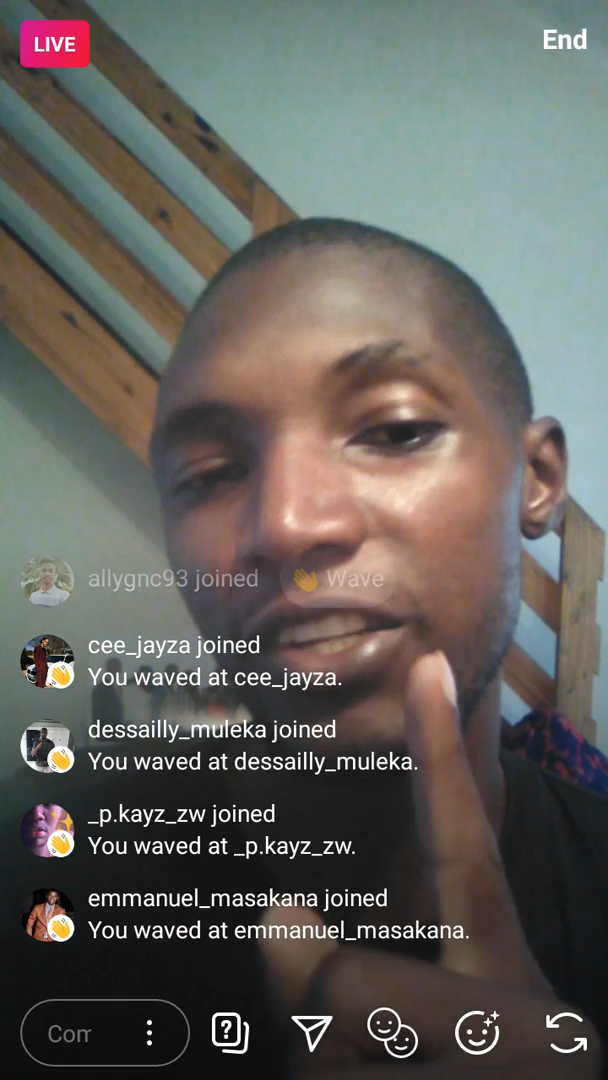 LIVE
End
allygnc93 joined
👋 Wave
cee_jayza joined
You waved at cee_jayza.
dessailly_muleka joined
You waved at dessailly_muleka.
_p.kayz_zw joined
You waved at _p.kayz_zw.
emmanuel_masakana joined
You waved at emmanuel_masakana.
Com
?